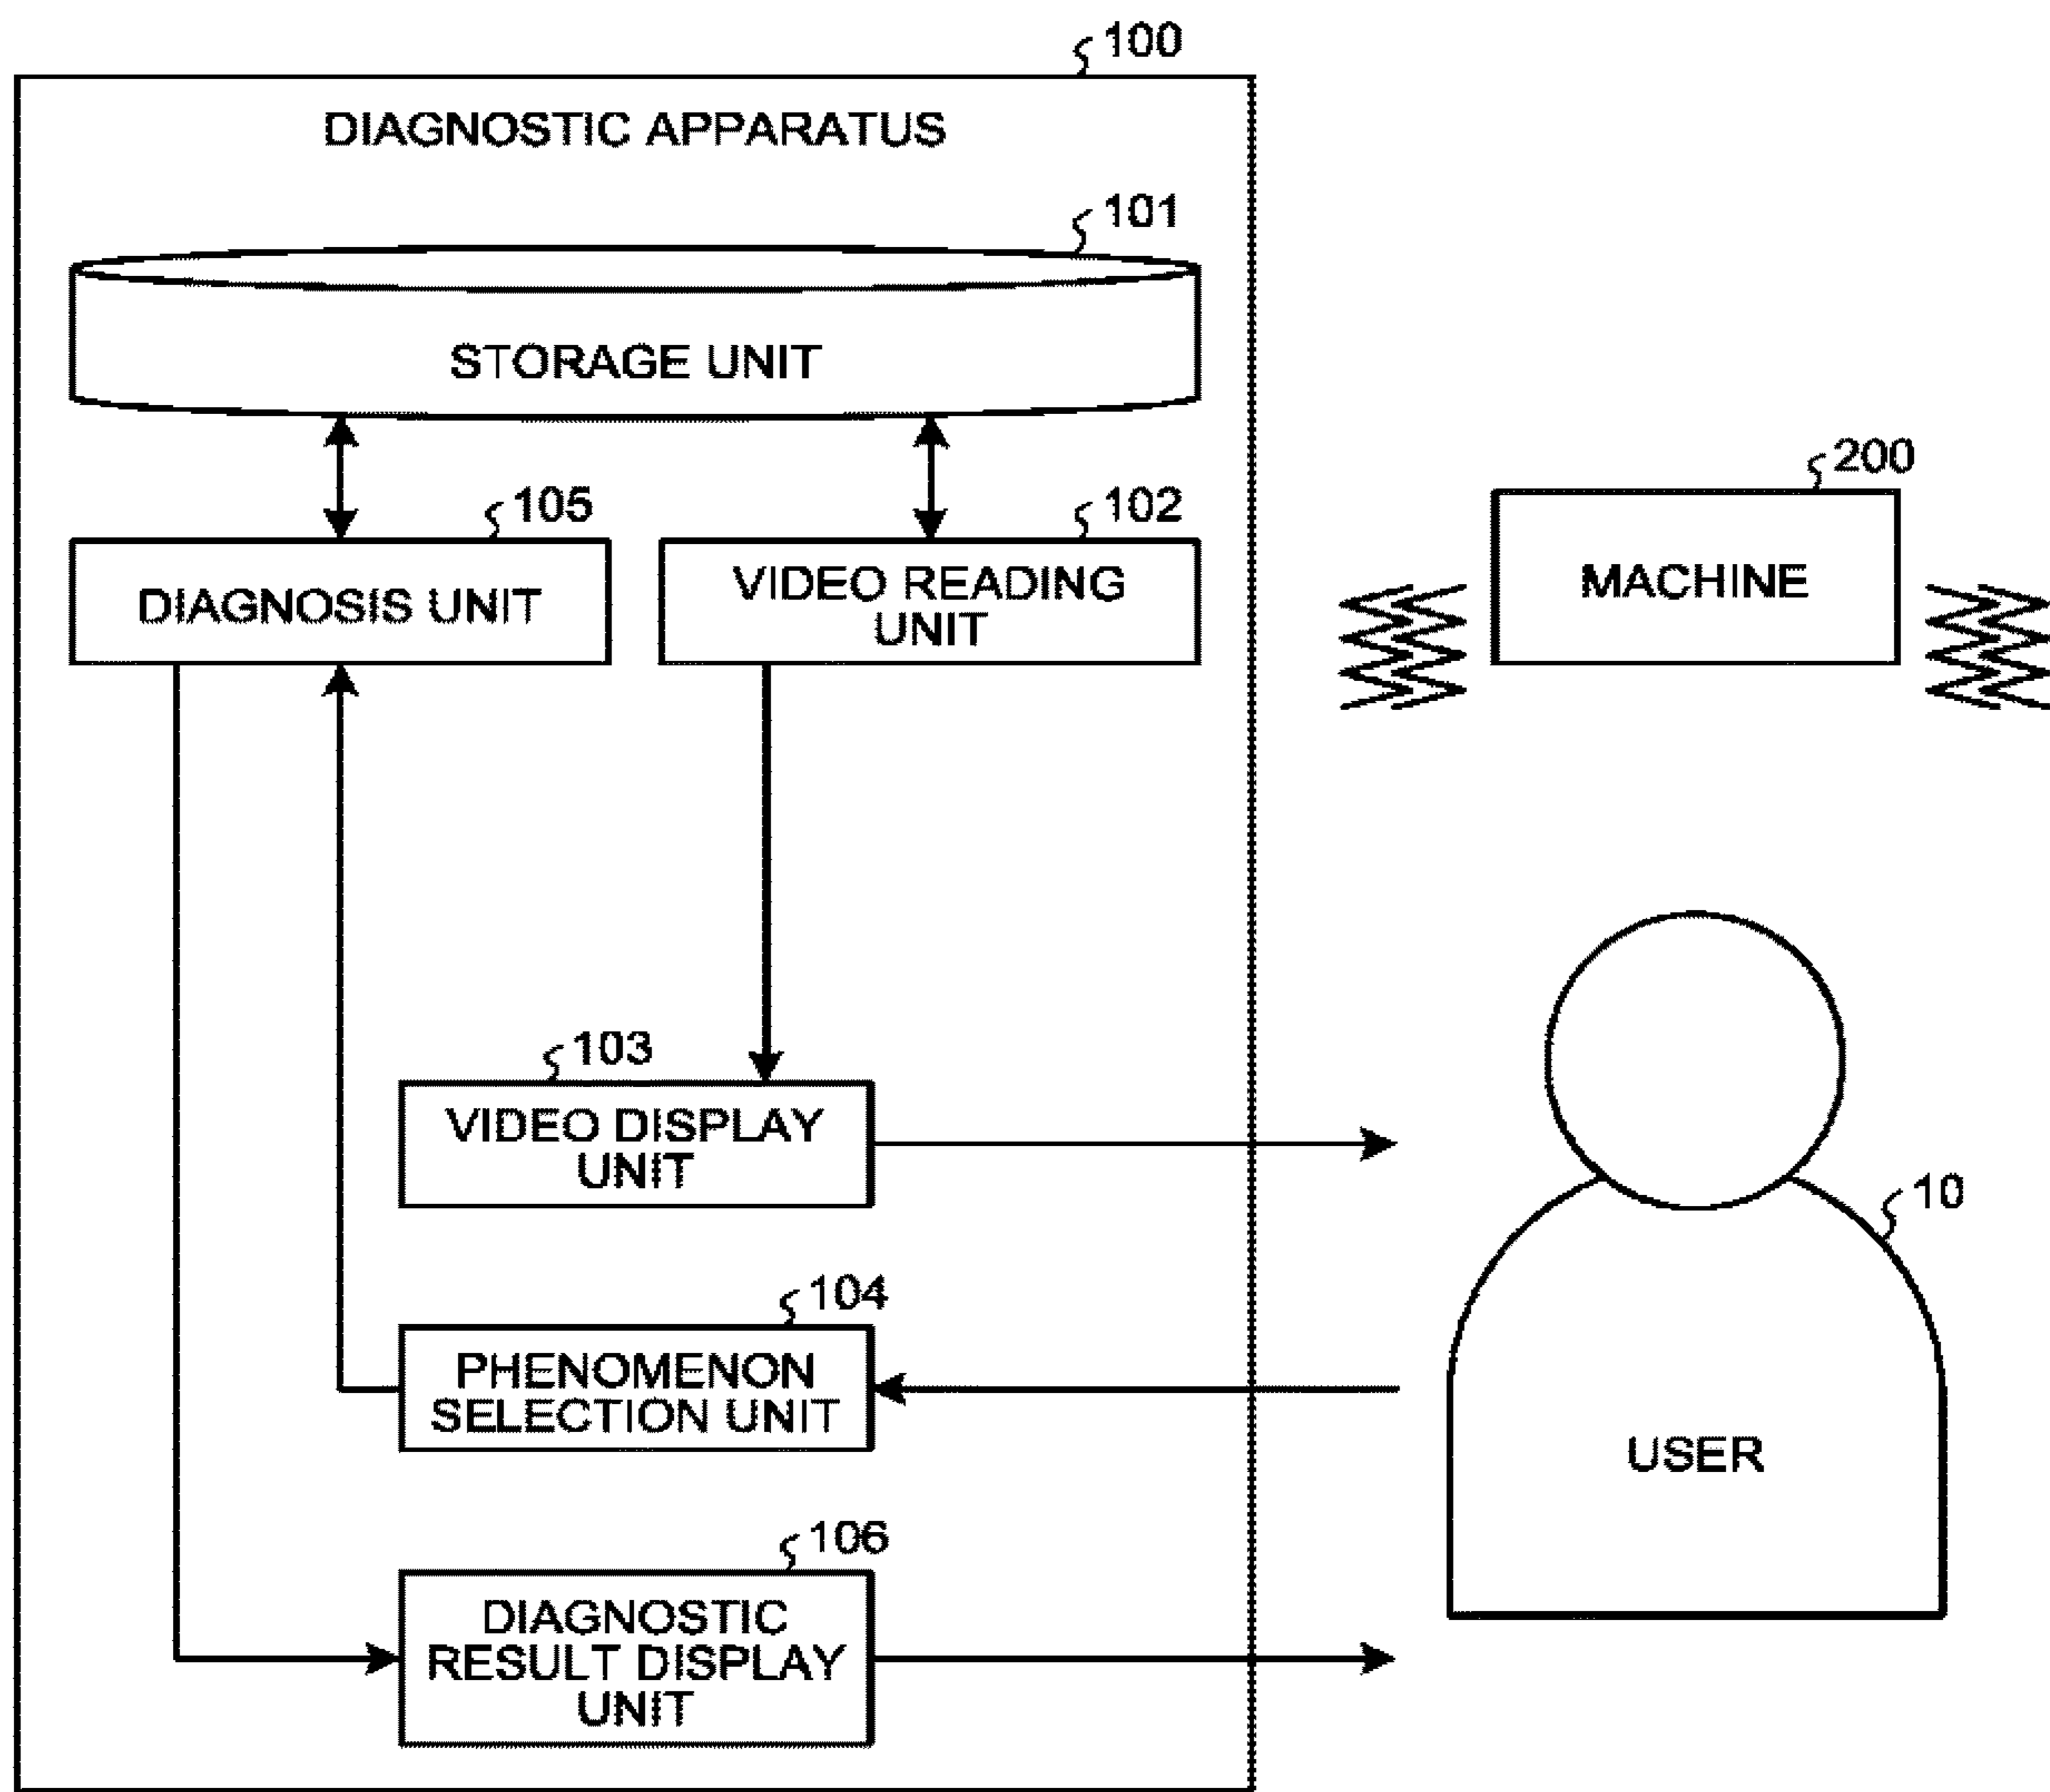 100
DIAGNOSTIC APPARATUS
101
STORAGE UNIT
105
DIAGNOSIS UNIT
102
VIDEO READING
UNIT
200
MACHINE
103
VIDEO DISPLAY
UNIT
10
USER
104
PHENOMENON
SELECTION UNIT
106
DIAGNOSTIC
RESULT DISPLAY
UNIT